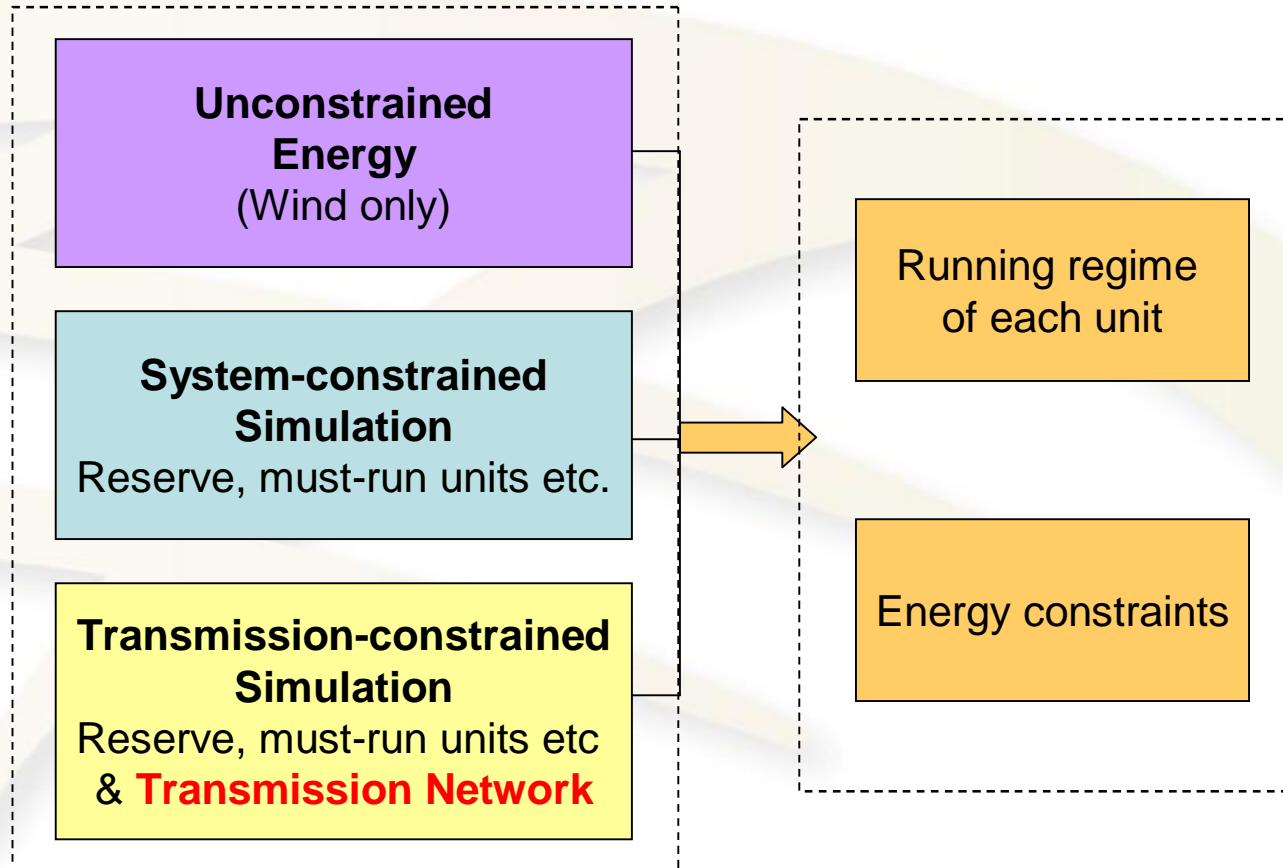 Unconstrained
Energy
(Wind only)
System-constrained
Simulation
Reserve, must-run units etc.
Transmission-constrained
Simulation
Reserve, must-run units etc
& Transmission Network
Running regime
of each unit
Energy constraints